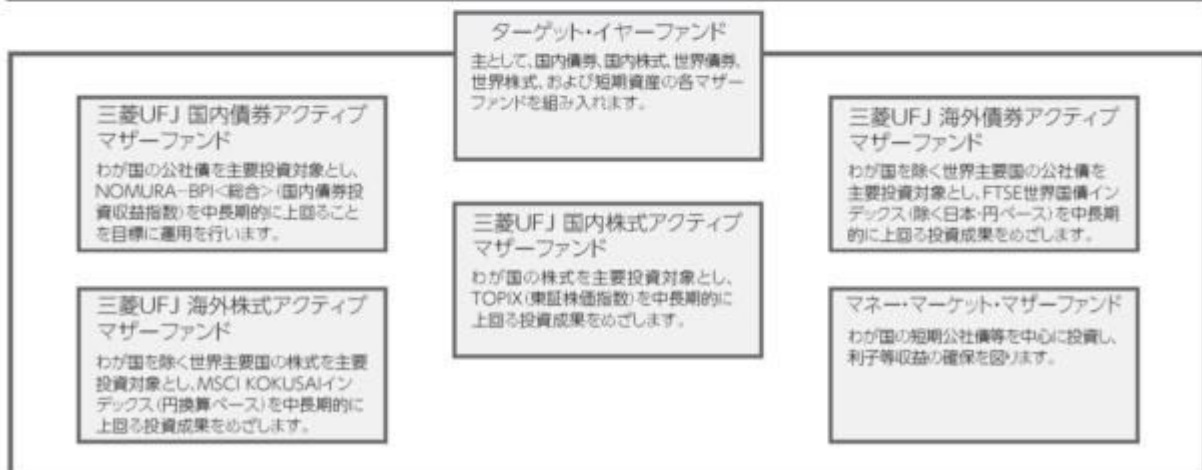 ターゲット・イヤーファンド
主として、国内債券、国内株式、世界債券、
世界株式、および短期資産の各マザー
ファンドを組み入れます。
三菱UFJ 国内債券アクティブ
マザーファンド
わが国の公社債を主要投資対象とし、
NOMURA-BPI<総合>(国内債券投
資収益指数)を中長期的に上回ること
を目標に運用を行います。
三菱UFJ 海外株式アクティブ
マザーファンド
わが国を除く世界主要国の株式を主要
投資対象とし、MSCI KOKUSAIイン
デックス(円換算ベース)を中長期的に
上回る投資成果をめざします。
三菱UFJ 国内株式アクティブ
マザーファンド
わが国の株式を主要投資対象とし、
TOPIX(東証株価指数)を中長期的に
上回る投資成果をめざします。
三菱UFJ 海外債券アクティブ
マザーファンド
わが国を除く世界主要国の公社債を
主要投資対象とし、FTSE世界国債イン
デックス(除く日本・円ベース)を中長期
的に上回る投資成果をめざします。
マネー・マーケット・マザーファンド
わが国の短期公社債等を中心に投資し、
利子等収益の確保を図ります。